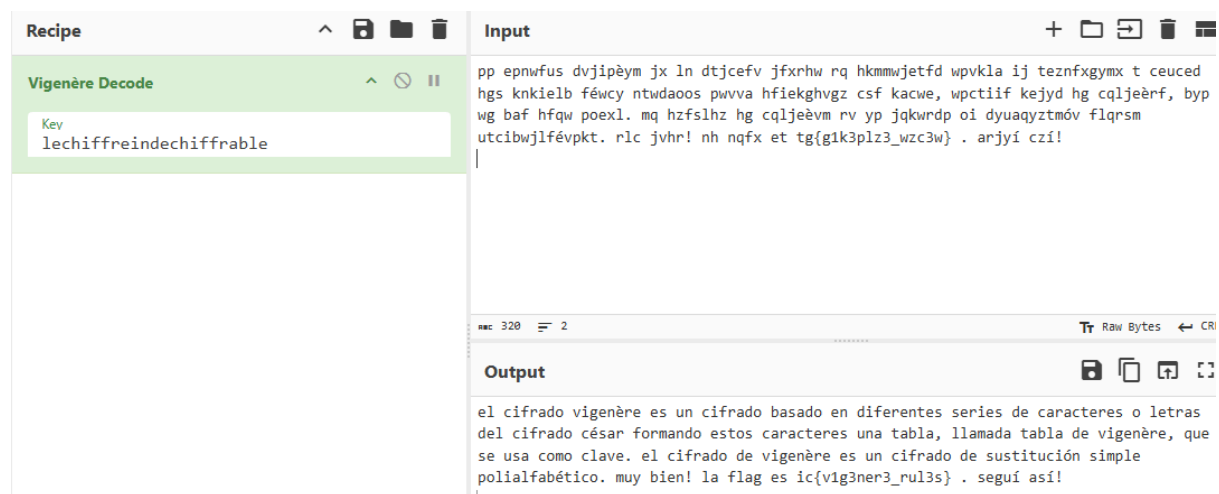 Recipe
Vigenère Decode
Key
lechiffreindechiffrable
Input
pp epnwfus dvjipèym jx ln dtjcefv jfxrhw rq hkmmwjetfd wpvkla ij teznfxgymx t ceuced
hgs knkielb féwcy ntwdaoos pwvva hfiekghvgz csf kacwe, wpctiif kejyd hg cqljeèrf, byp
wg baf hfqw poexl. mq hzfslhz hg cqljeèvm rv yp jqkwrdp oi dyuaqyztmóv flqrsm
utcibwjlfévpkt. rlc jvhr! nh nqfx et tg{g1k3plz3_wzc3w} . arjyí czí!
ABC 320 2
Tт Raw Bytes
Output
el cifrado vigenère es un cifrado basado en diferentes series de caracteres o letras
del cifrado césar formando estos caracteres una tabla, llamada tabla de vigenère, que
se usa como clave. el cifrado de vigenère es un cifrado de sustitución simple
polialfabético. muy bien! la flag es ic{v1g3ner3_rul3s} . seguí así!